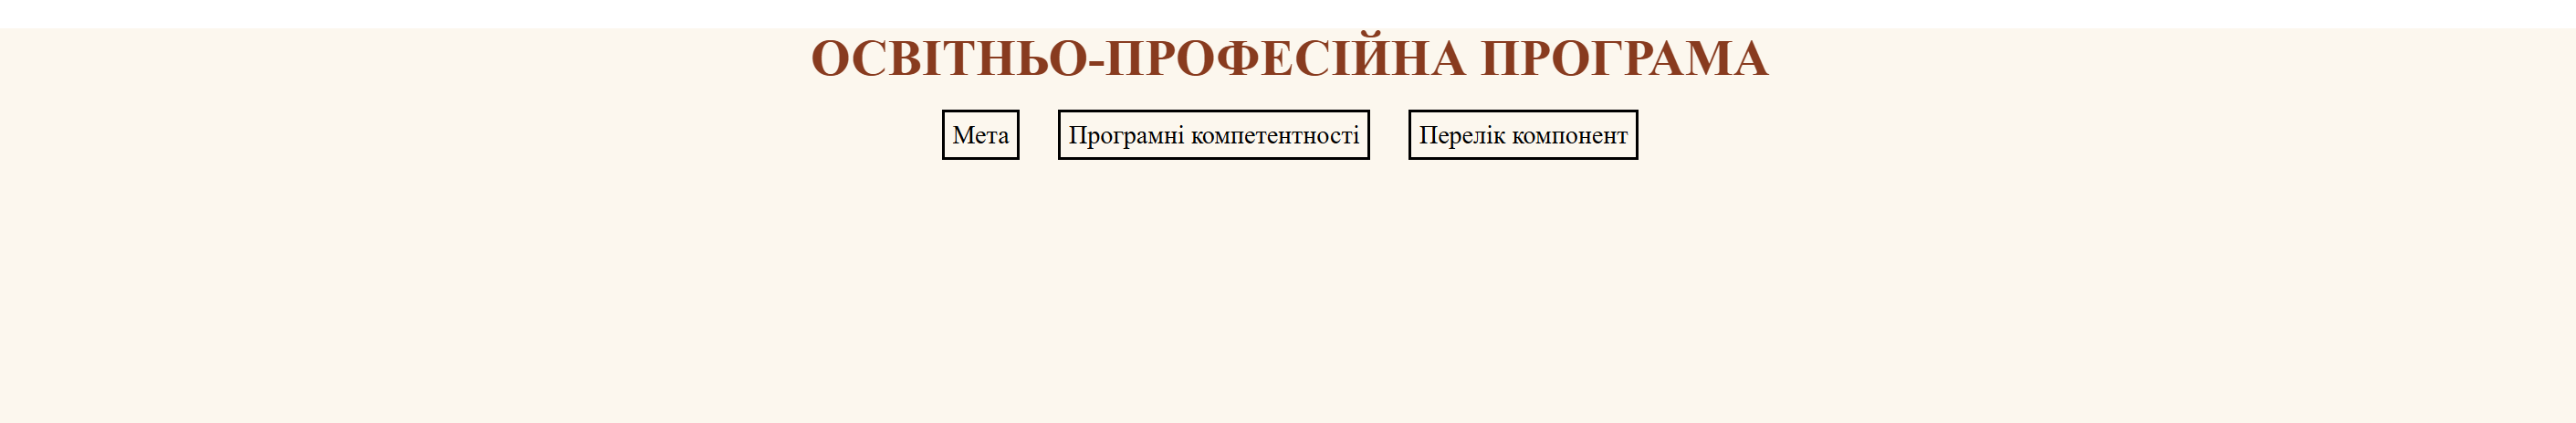 ОСВІТНЬО-ПРОФЕСІЙНА ПРОГРАМА
Мета Програмні компетентності Перелік компонент